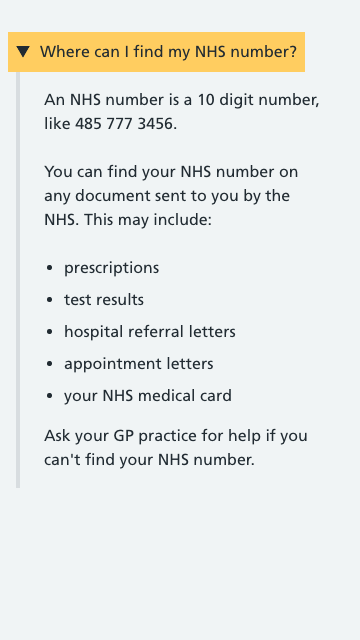 Where can I find my NHS number?
An NHS number is a 10 digit number,
like 485 777 3456.
You can find your NHS number on
any document sent to you by the
NHS. This may include:
prescriptions
test results
hospital referral letters
appointment letters
your NHS medical card
Ask your GP practice for help if you
can't find your NHS number.